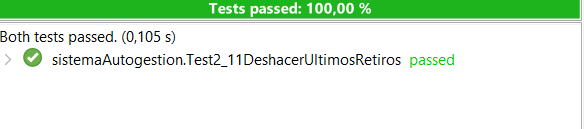 Tests passed: 100,00 %
Both tests passed. (0,105 s)
sistemaAutogestion.Test2_11DeshacerUltimosRetiros passed